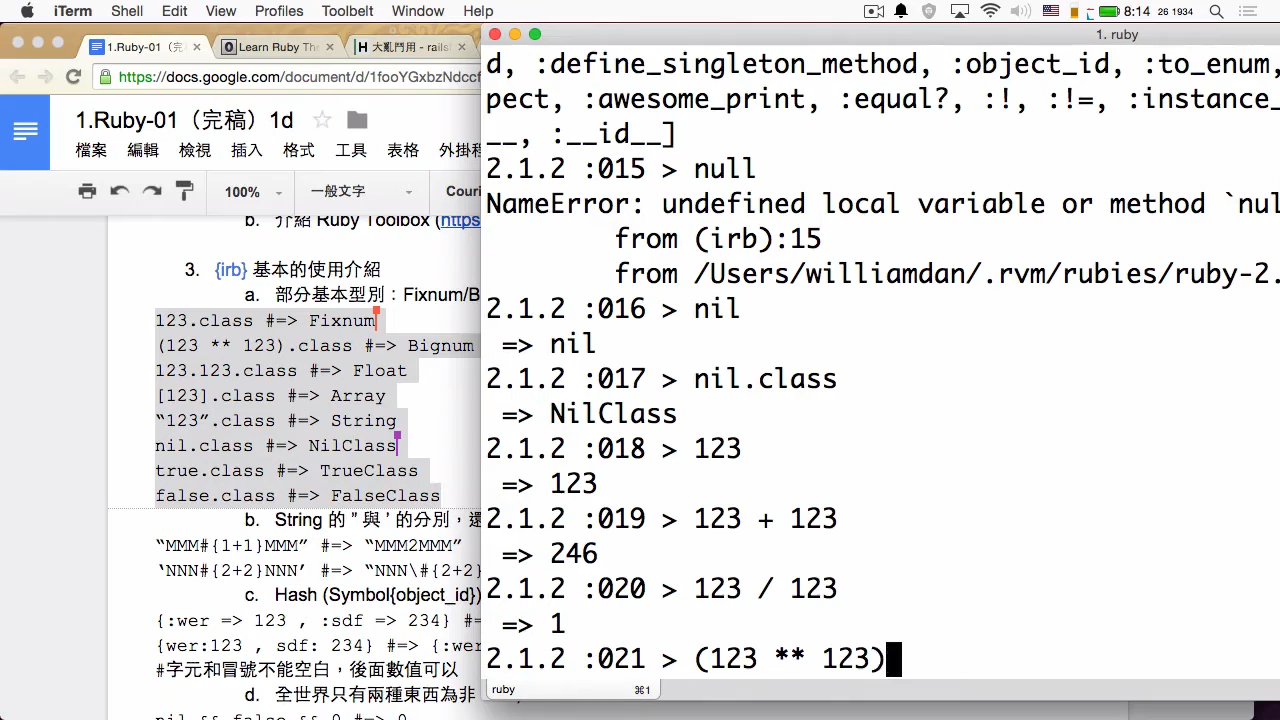 iTerm Shell Edit View Profiles Toolbelt Window Help 8:14 26 1934
1.Ruby-01（完
Learn Ruby The
大亂鬥用 - rails
1. ruby
https://docs.google.com/document/d/1fooYGxbzNdccf
1.Ruby-01（完稿）1d
檔案 編輯 檢視 插入 格式 工具 表格 外掛程
100% 一般文字 Couri
b. 介紹 Ruby Toolbox (https
3. {irb} 基本的使用介紹
a. 部分基本型別：Fixnum/B
123.class #=> Fixnum
(123 ** 123).class #=> Bignum
123.123.class #=> Float
[123].class #=> Array
“123”.class #=> String
nil.class #=> NilClass
true.class #=> TrueClass
false.class #=> FalseClass
b. String 的 " 與 ' 的分別，還
“MMM#{1+1}MMM” #=> “MMM2MMM”
‘NNN#{2+2}NNN’ #=> “NNN\#{2+2}
c. Hash (Symbol{object_id})
{:wer => 123 , :sdf => 234} #=
{wer:123 , sdf: 234} #=> {:wer
#字元和冒號不能空白，後面數值可以
d. 全世界只有兩種東西為非
nil && false && 0 #=> 0
d, :define_singleton_method, :object_id, :to_enum,
pect, :awesome_print, :equal?, :!, :!=, :instance_
__, :__id__]
2.1.2 :015 > null
NameError: undefined local variable or method `nul
from (irb):15
from /Users/williamdan/.rvm/rubies/ruby-2.
2.1.2 :016 > nil
=> nil
2.1.2 :017 > nil.class
=> NilClass
2.1.2 :018 > 123
=> 123
2.1.2 :019 > 123 + 123
=> 246
2.1.2 :020 > 123 / 123
=> 1
2.1.2 :021 > (123 ** 123)
ruby ⌘1